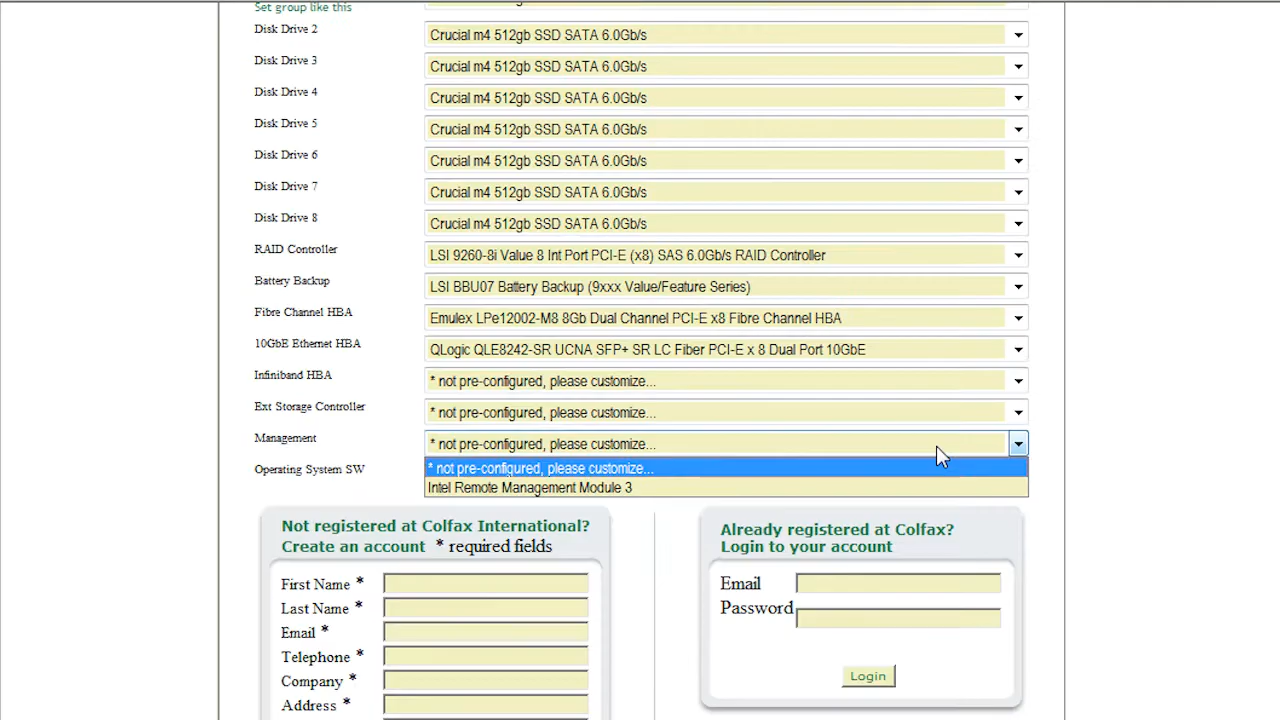 Set group like this
Disk Drive 2 Crucial m4 512gb SSD SATA 6.0Gb/s
Disk Drive 3 Crucial m4 512gb SSD SATA 6.0Gb/s
Disk Drive 4 Crucial m4 512gb SSD SATA 6.0Gb/s
Disk Drive 5 Crucial m4 512gb SSD SATA 6.0Gb/s
Disk Drive 6 Crucial m4 512gb SSD SATA 6.0Gb/s
Disk Drive 7 Crucial m4 512gb SSD SATA 6.0Gb/s
Disk Drive 8 Crucial m4 512gb SSD SATA 6.0Gb/s
RAID Controller LSI 9260-8i Value 8 Int Port PCI-E (x8) SAS 6.0Gb/s RAID Controller
Battery Backup LSI BBU07 Battery Backup (9xxx Value/Feature Series)
Fibre Channel HBA Emulex LPe12002-M8 8Gb Dual Channel PCI-E x8 Fibre Channel HBA
10GbE Ethernet HBA QLogic QLE8242-SR UCNA SFP+ SR LC Fiber PCI-E x 8 Dual Port 10GbE
Infiniband HBA * not pre-configured, please customize...
Ext Storage Controller * not pre-configured, please customize...
Management * not pre-configured, please customize...
Operating System SW * not pre-configured, please customize...
Intel Remote Management Module 3
Not registered at Colfax International?
Create an account * required fields
First Name *
Last Name *
Email *
Telephone *
Company *
Address *
Already registered at Colfax?
Login to your account
Email
Password
Login